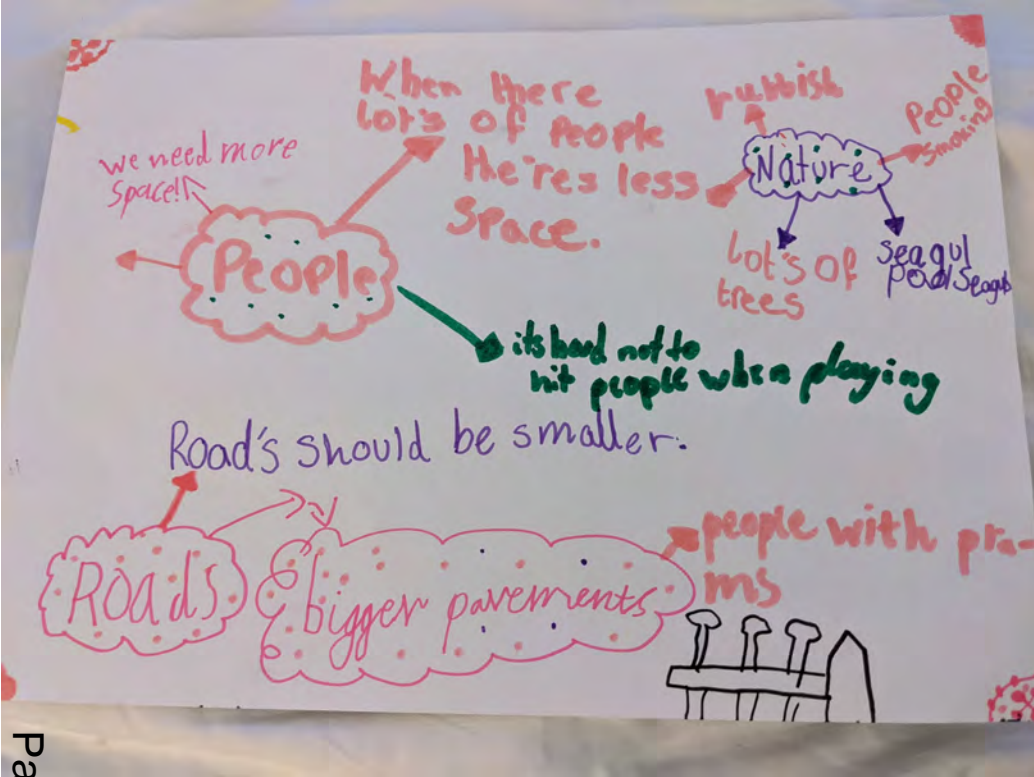 we need more
space!!
People
When there
lot's of people
the'res less
space.
its hard not to
hit people when playing
rubbish
People
smoking
Nature
lot's of
trees
seagul
seaguls
Road's should be smaller.
Roads
bigger pavements
people with pra-
ms
Pa